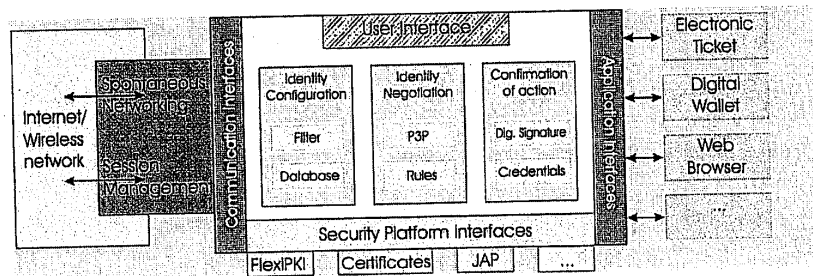 User Interface
Internet/
Wireless
network
Spontaneous
Networking
Session
Management
Communication Interfaces
Identity
Configuration
Filter
Database
Identity
Negotiation
P3P
Rules
Confirmation
of action
Dig. Signature
Credentials
Application Interfaces
Electronic
Ticket
Digital
Wallet
Web
Browser
...
Security Platform Interfaces
FlexiPKI
Certificates
JAP
...